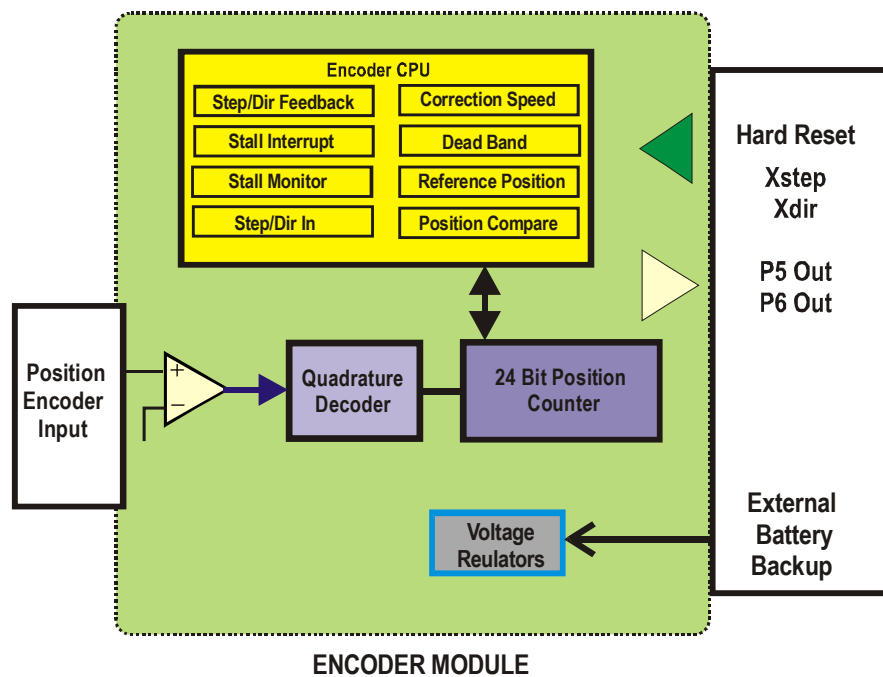 Encoder CPU
Step/Dir Feedback
Stall Interrupt
Stall Monitor
Step/Dir In
Correction Speed
Dead Band
Reference Position
Position Compare
Hard Reset
Xstep
Xdir
P5 Out
P6 Out
Position
Encoder
Input
+
−
Quadrature
Decoder
24 Bit Position
Counter
Voltage
Reulators
External
Battery
Backup
ENCODER MODULE